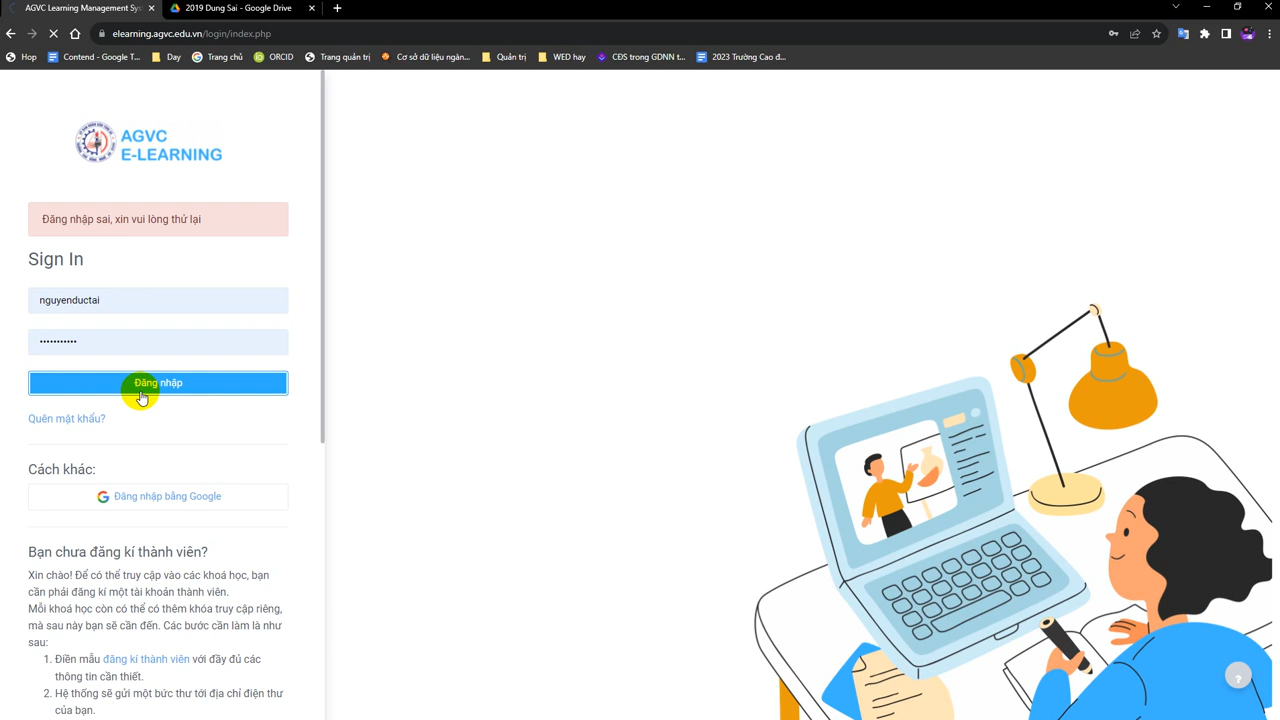 AGVC Learning Management Sys
2019 Dung Sai - Google Drive
elearning.agvc.edu.vn/login/index.php
Hop
Contend - Google T...
Day
Trang chủ
ORCID
Trang quản trị
Cơ sở dữ liệu ngàn...
Quản trị
WED hay
CĐS trong GDNN t...
2023 Trường Cao đ...
AGVC
E-LEARNING
Đăng nhập sai, xin vui lòng thử lại
Sign In
nguyenductai
•••••••••••
Đăng nhập
Quên mật khẩu?
Cách khác:
Đăng nhập bằng Google
Bạn chưa đăng kí thành viên?
Xin chào! Để có thể truy cập vào các khoá học, bạn
cần phải đăng kí một tài khoản thành viên.
Mỗi khoá học còn có thể có thêm khóa truy cập riêng,
mà sau này bạn sẽ cần đến. Các bước cần làm là như
sau:
1. Điền mẫu đăng kí thành viên với đầy đủ các
thông tin cần thiết.
2. Hệ thống sẽ gửi một bức thư tới địa chỉ điện thư
của bạn.
?